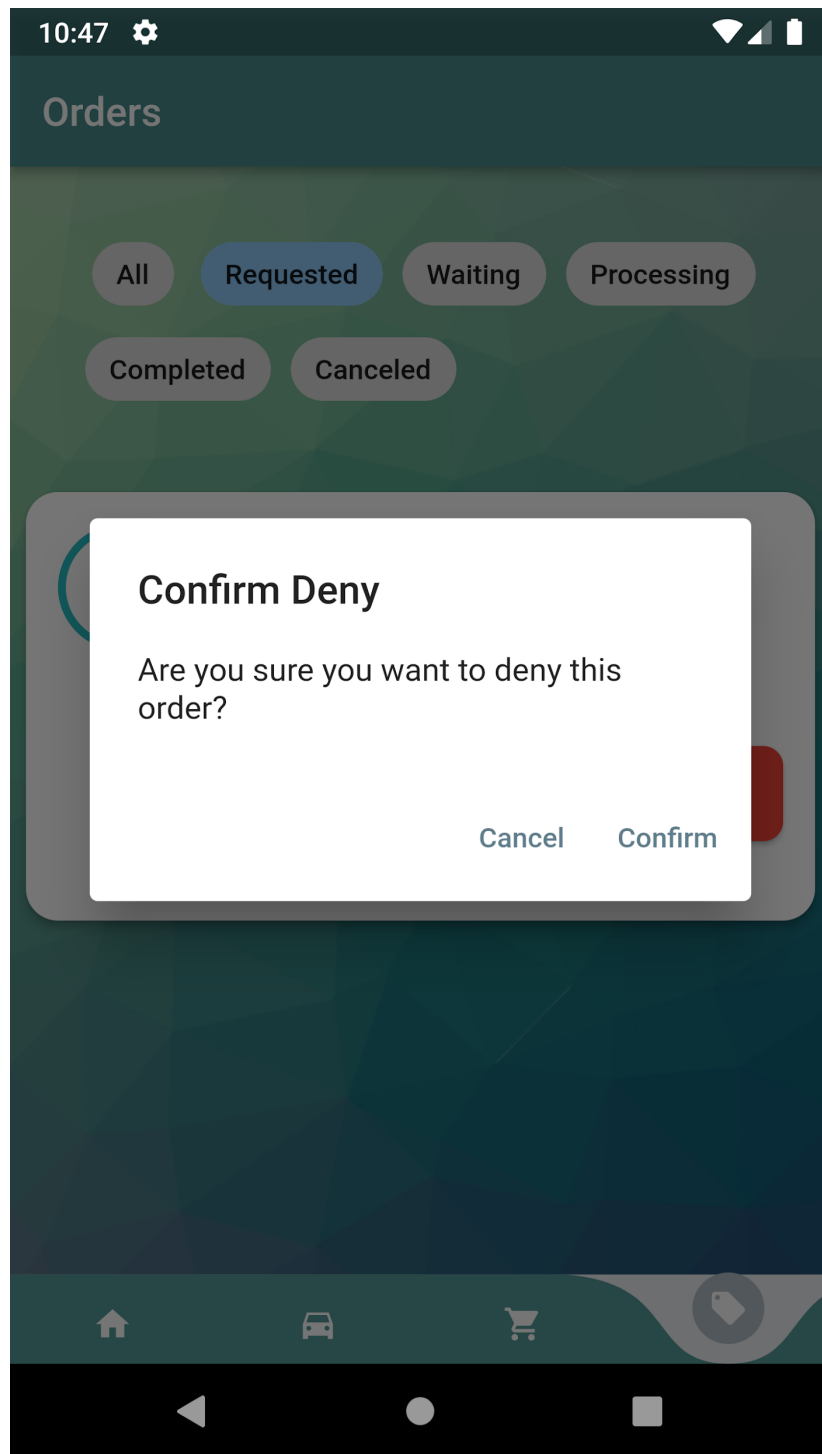 10:47
Orders
All Requested Waiting Processing
Completed Canceled
Confirm Deny
Are you sure you want to deny this
order?
Cancel Confirm